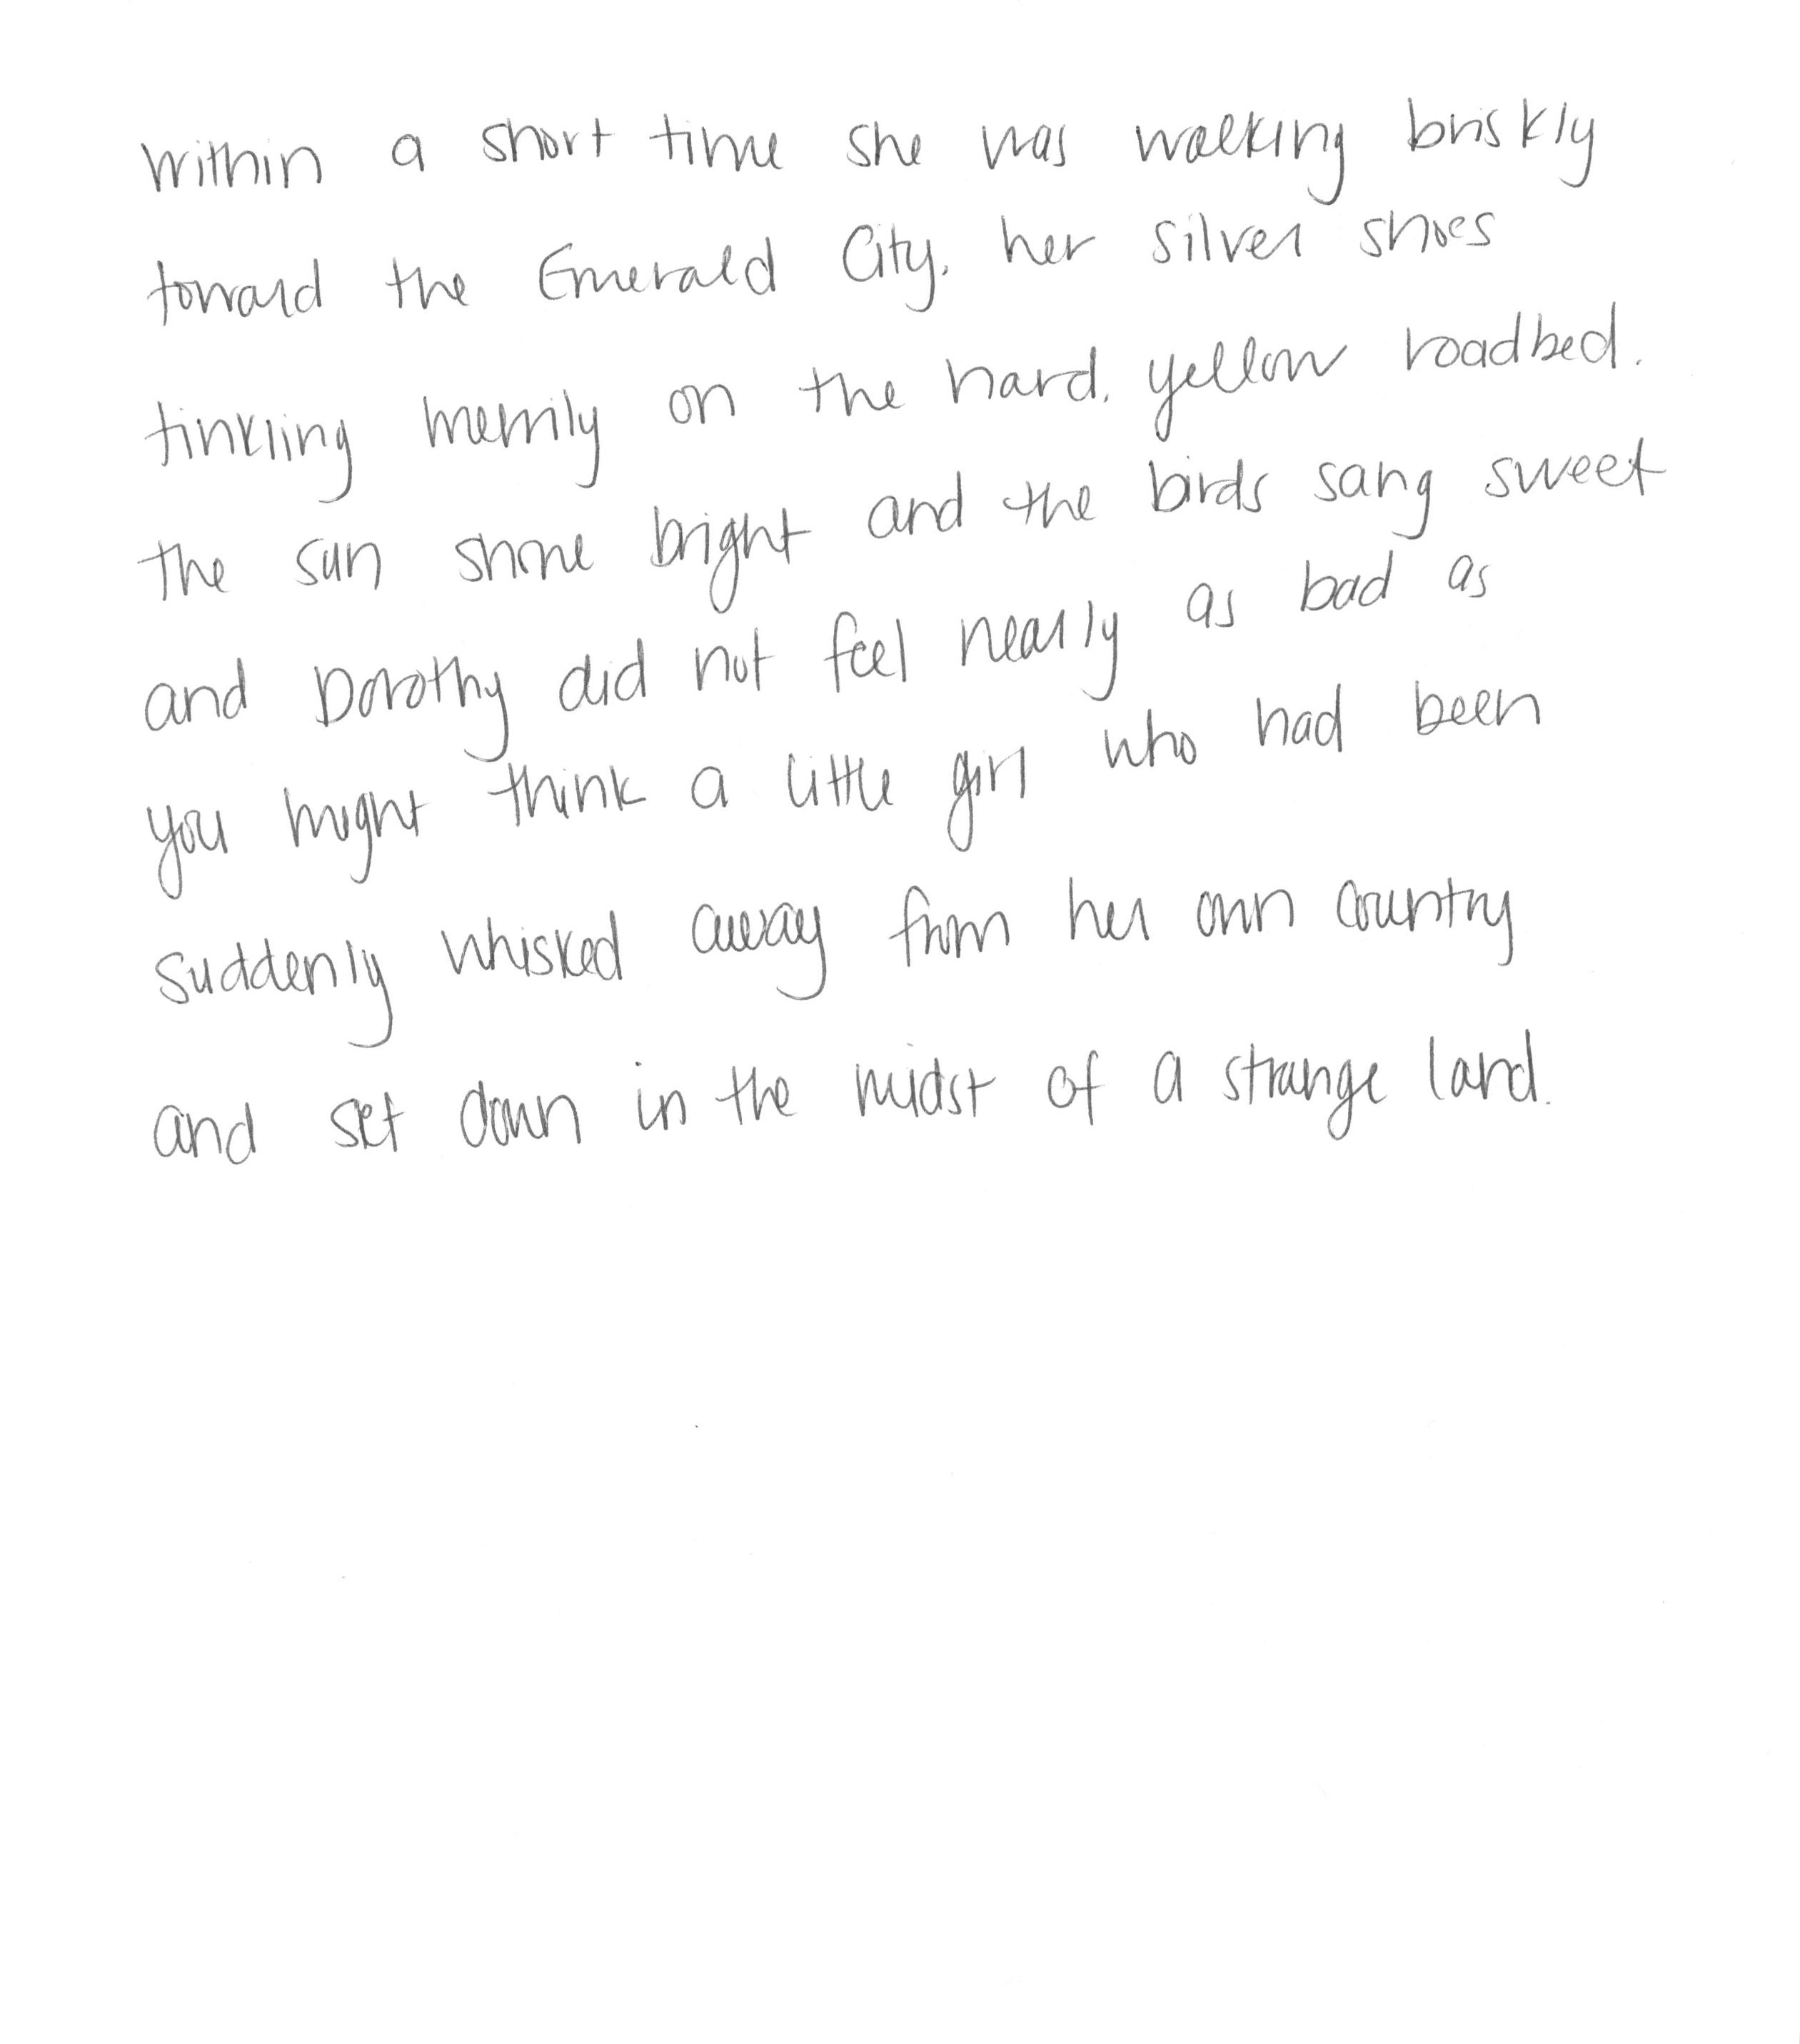 Within a short time she was walking briskly
toward the Emerald City, her silver shoes
tinkling merrily on the hard, yellow roadbed.
The sun shone bright and the birds sang sweet
and Dorothy did not feel nearly as bad as
you might think a little girl who had been
suddenly whisked away from her own country
and set down in the midst of a strange land.